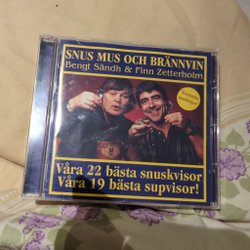 SNUS MUS OCH BRÄNNVIN
Bengt Sändh & Finn Zetterholm
Våra 22 bästa snuskvisor
Våra 19 bästa supvisor!